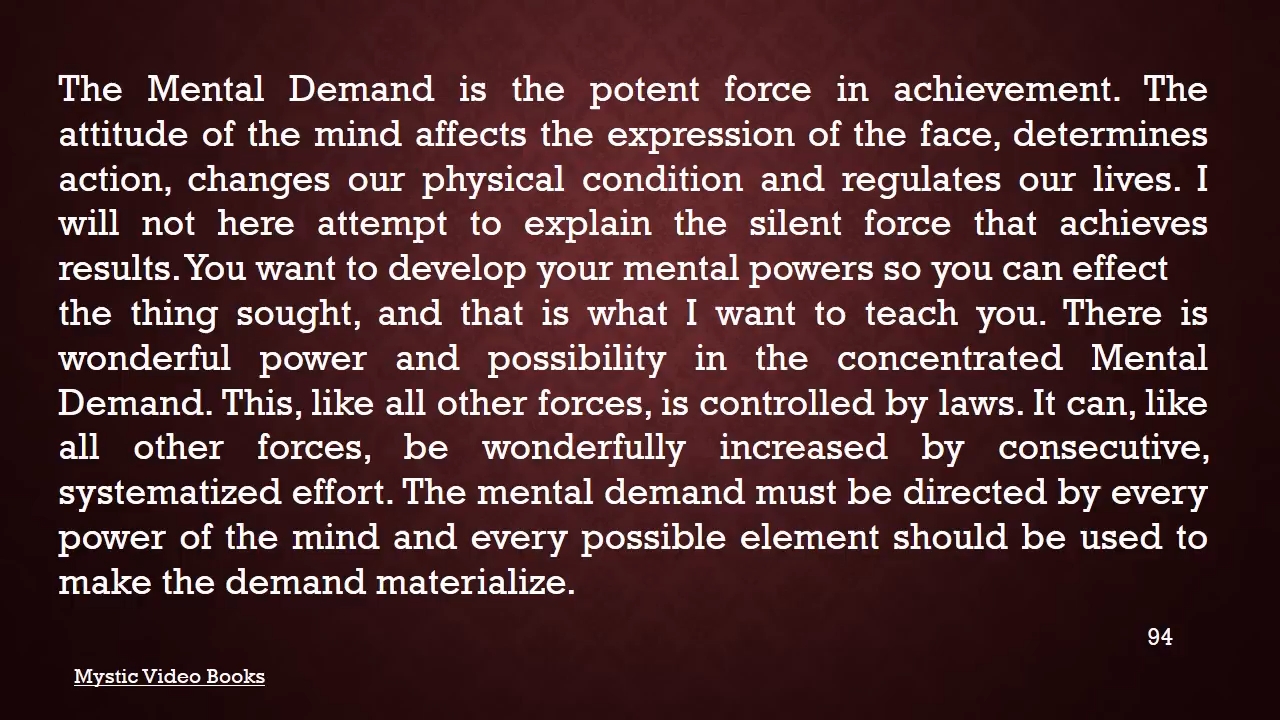 The Mental Demand is the potent force in achievement. The
attitude of the mind affects the expression of the face, determines
action, changes our physical condition and regulates our lives. I
will not here attempt to explain the silent force that achieves
results. You want to develop your mental powers so you can effect
the thing sought, and that is what I want to teach you. There is
wonderful power and possibility in the concentrated Mental
Demand. This, like all other forces, is controlled by laws. It can, like
all other forces, be wonderfully increased by consecutive,
systematized effort. The mental demand must be directed by every
power of the mind and every possible element should be used to
make the demand materialize.
94
Mystic Video Books